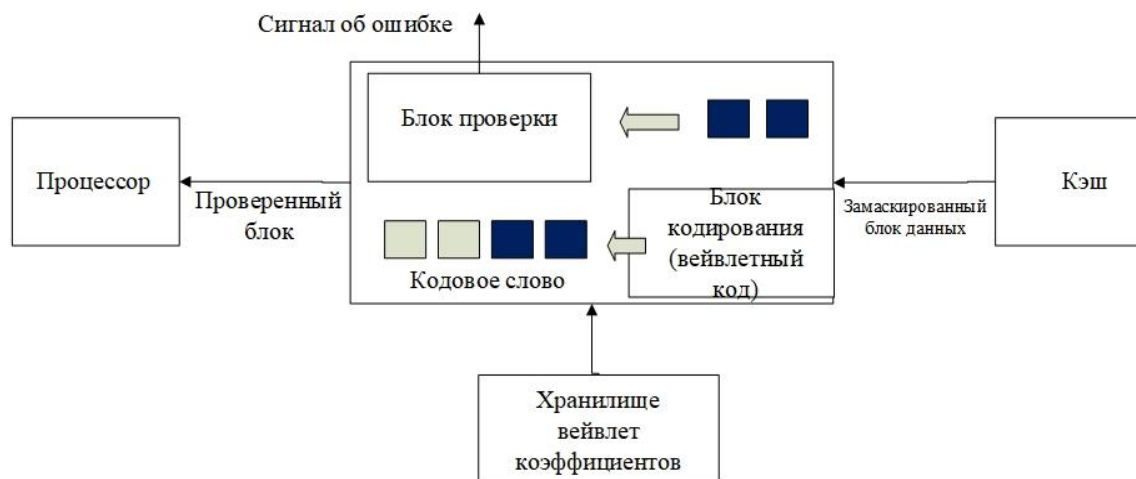 Сигнал об ошибке
Блок проверки
Процессор
Проверенный
блок
Кодовое слово
Блок
кодирования
(вейвлетный
код)
Замаскированный
блок данных
Кэш
Хранилище
вейвлет
коэффициентов